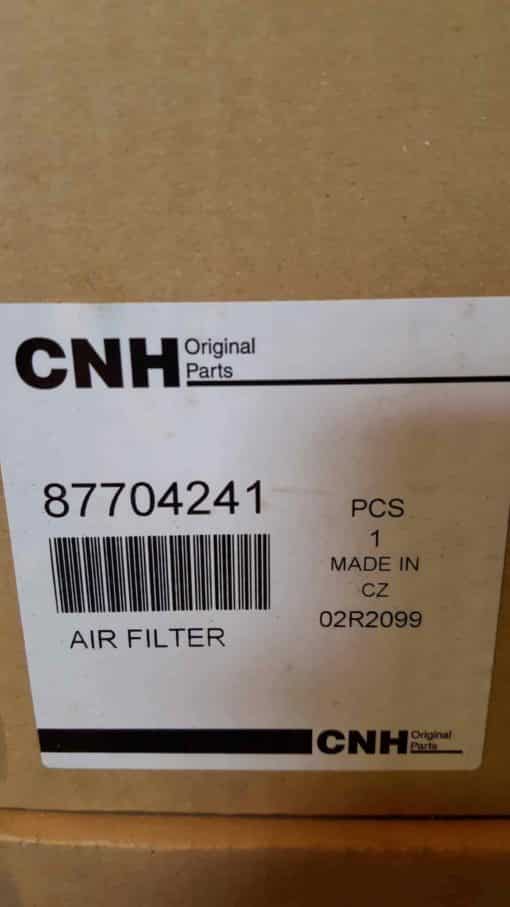 CNH Original
Parts
87704241
AIR FILTER
PCS
1
MADE IN
CZ
02R2099
CNH Original
Parts